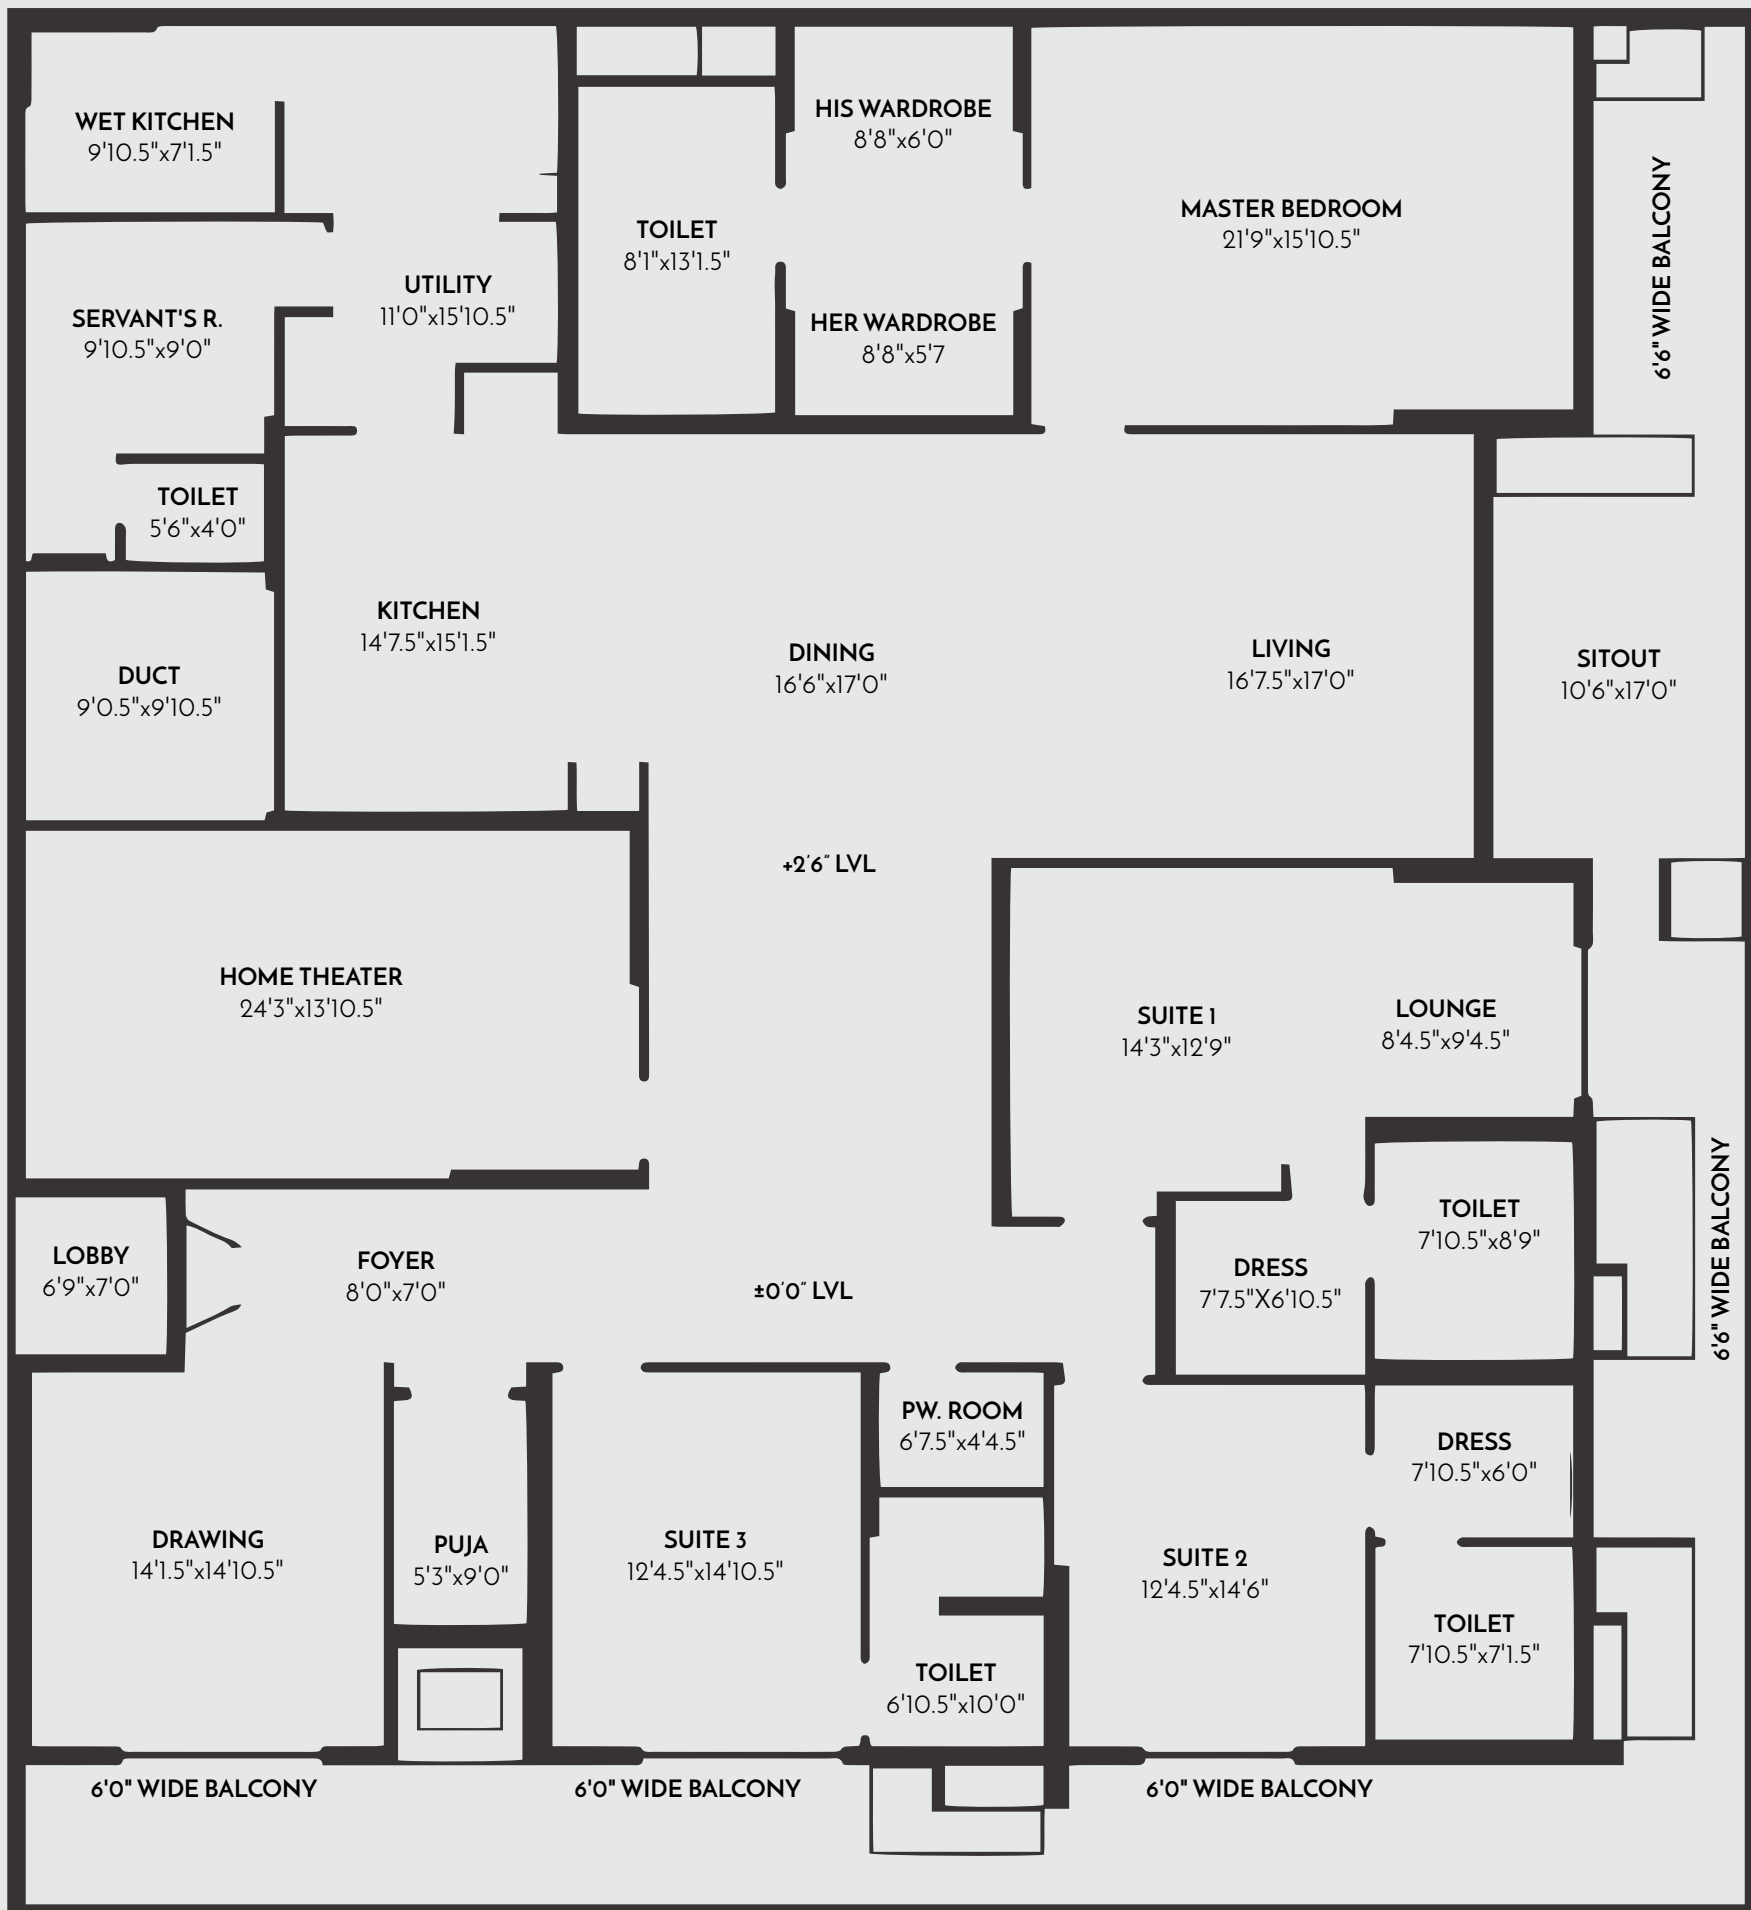 WET KITCHEN
9'10.5"x7'1.5"
HIS WARDROBE
8'8"x6'0"
MASTER BEDROOM
21'9"x15'10.5"
6'6" WIDE BALCONY
TOILET
8'1"x13'1.5"
UTILITY
11'0"x15'10.5"
SERVANT'S R.
9'10.5"x9'0"
HER WARDROBE
8'8"x5'7
TOILET
5'6"x4'0"
KITCHEN
14'7.5"x15'1.5"
DINING
16'6"x17'0"
LIVING
16'7.5"x17'0"
SITOUT
10'6"x17'0"
DUCT
9'0.5"x9'10.5"
+2'6" LVL
HOME THEATER
24'3"x13'10.5"
SUITE 1
14'3"x12'9"
LOUNGE
8'4.5"x9'4.5"
6'6" WIDE BALCONY
TOILET
7'10.5"x8'9"
LOBBY
6'9"x7'0"
FOYER
8'0"x7'0"
±0'0" LVL
DRESS
7'7.5"X6'10.5"
PW. ROOM
6'7.5"x4'4.5"
DRESS
7'10.5"x6'0"
DRAWING
14'1.5"x14'10.5"
PUJA
5'3"x9'0"
SUITE 3
12'4.5"x14'10.5"
SUITE 2
12'4.5"x14'6"
TOILET
7'10.5"x7'1.5"
TOILET
6'10.5"x10'0"
6'0" WIDE BALCONY
6'0" WIDE BALCONY
6'0" WIDE BALCONY